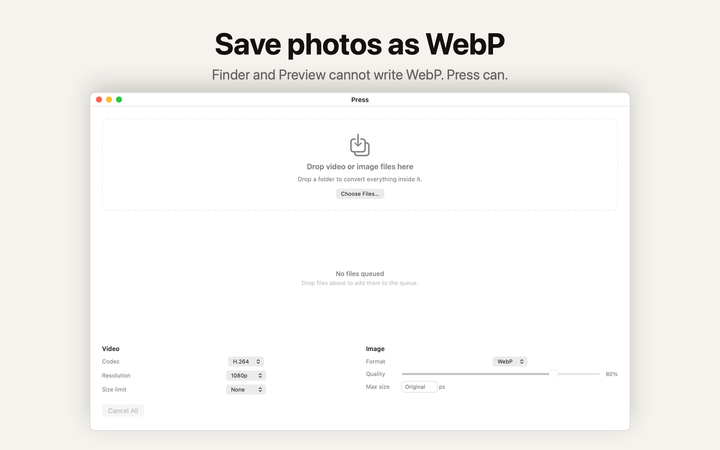 Save photos as WebP
Finder and Preview cannot write WebP. Press can.
Press
Drop video or image files here
Drop a folder to convert everything inside it.
Choose Files...
No files queued
Drop files above to add them to the queue.
Video
Codec
H.264
Resolution
1080p
Size limit
None
Cancel All
Image
Format
WebP
Quality
80%
Max size
Original
px